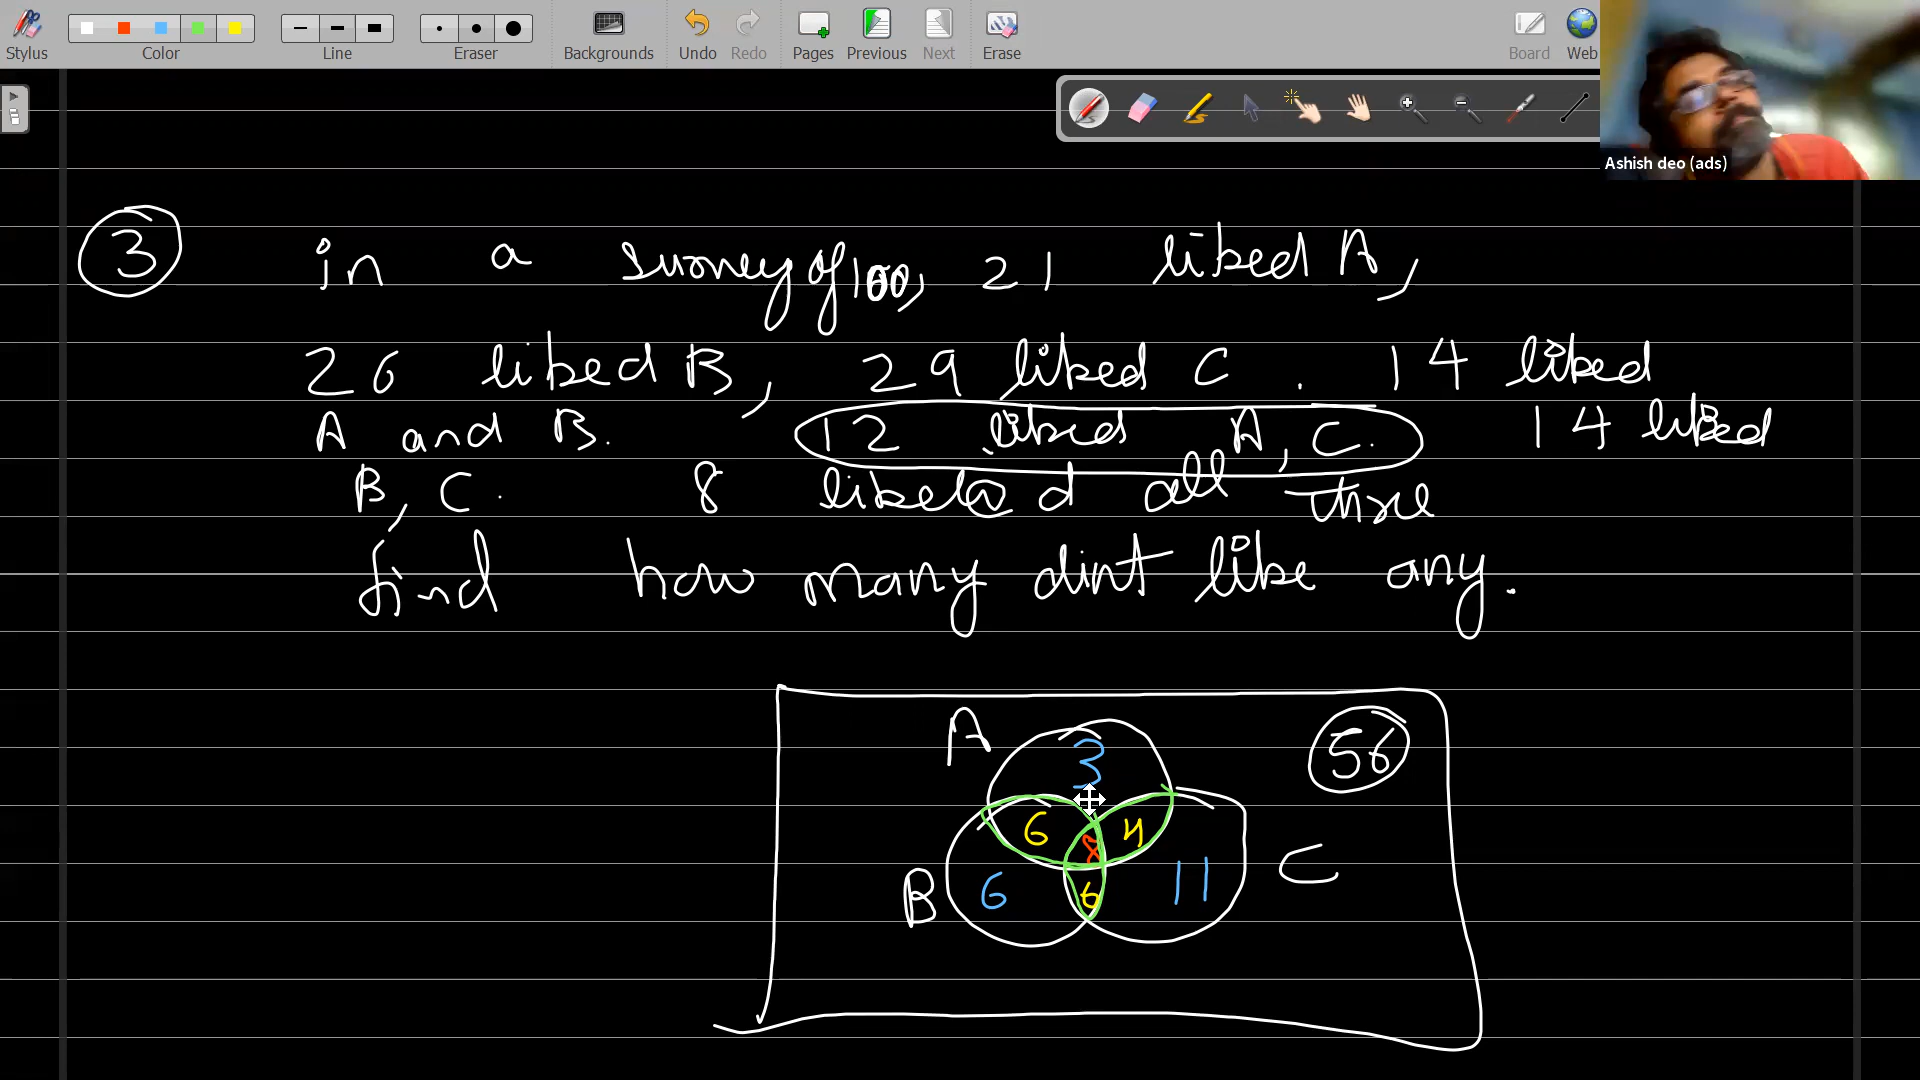 Stylus Color Line Eraser Backgrounds Undo Redo Pages Previous Next Erase Board Web
Ashish deo (ads)
3 in a survey of 100, 21 liked A,
26 liked B, 29 liked C. 14 liked
A and B. 12 liked A, C. 14 liked
B, C. 8 liked all three
find how many dint like any.
A 3 56
6 8 4
B 6 6 11 C